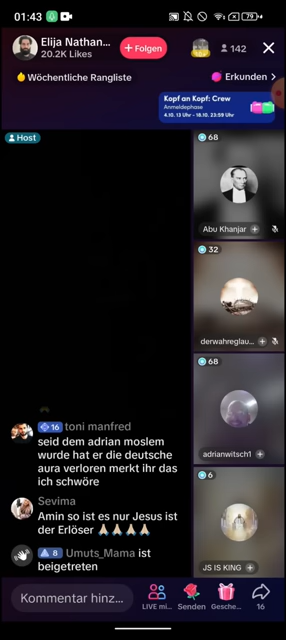 01:43
79
Elija Nathan...
20.2K Likes
+ Folgen
142
Wöchentliche Rangliste
Erkunden >
Kopf an Kopf: Crew
Anmeldephase
4.10. 13 Uhr - 18.10. 23:59 Uhr
Host
68
Abu Khanjar
32
derwahreglau...
68
adrianwitsch1
6
JS IS KING
16 toni manfred
seid dem adrian moslem
wurde hat er die deutsche
aura verloren merkt ihr das
ich schwöre
Sevima
Amin so ist es nur Jesus ist
der Erlöser 🙏🏻🙏🏻🙏🏻🙏🏻
8 Umuts_Mama ist
beigetreten
Kommentar hinz...
LIVE mi...
Senden
Gesche...
16